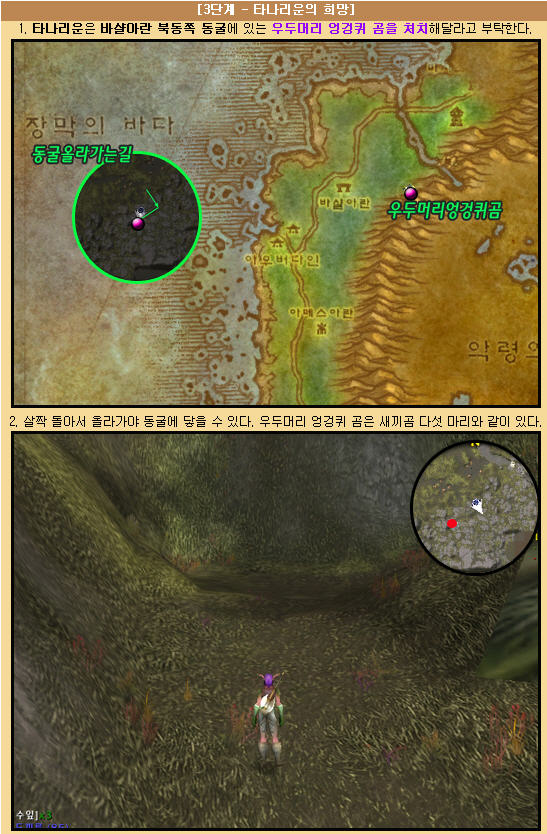 [3단계 - 타나리운의 희망]
1. 타나리운은 바샬아란 북동쪽 동굴에 있는 우두머리 엉겅퀴 곰을 처치해달라고 부탁한다.
장막의 바다
동굴올라가는길
바샬아란
우두머리엉겅퀴곰
아우버다인
아메스아란
악령의
2. 살짝 돌아서 올라가야 동굴에 닿을 수 있다. 우두머리 엉겅퀴 곰은 새끼곰 다섯 마리와 같이 있다.
수잎]x3